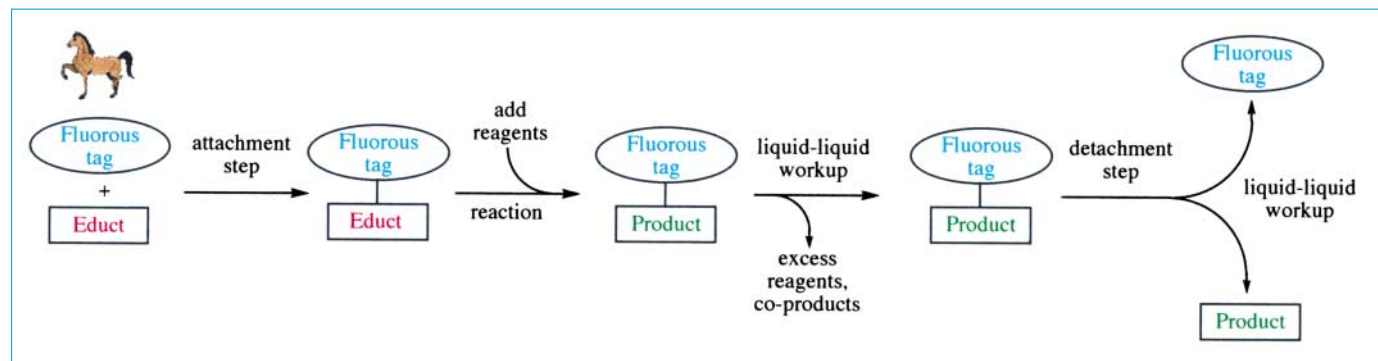 Fluorous
tag
+
Educt
attachment
step
Fluorous
tag
Educt
add
reagents
reaction
Fluorous
tag
Product
liquid-liquid
workup
excess
reagents,
co-products
Fluorous
tag
Product
detachment
step
Fluorous
tag
liquid-liquid
workup
Product